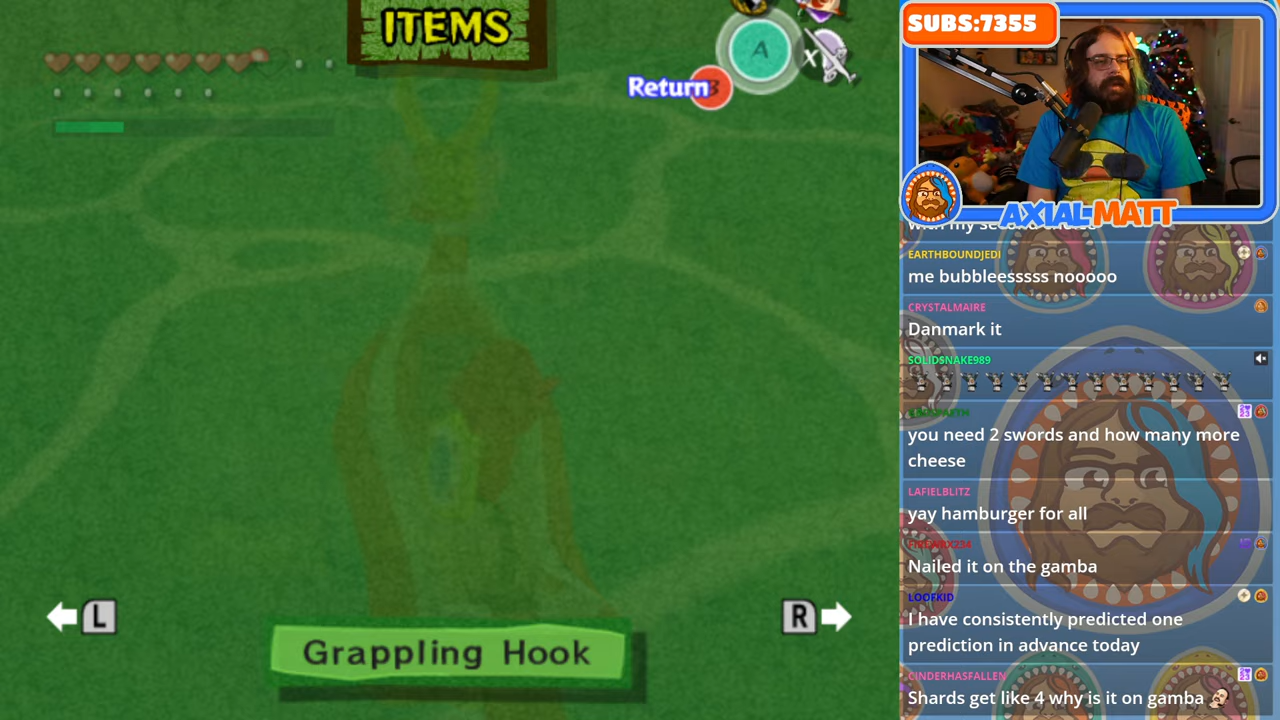 ITEMS
A
X
Return
L
R
Grappling Hook
SUBS:7355
AXIALMATT
EARTHBOUNDJEDI
me bubbleesssss nooooo
CRYSTALMAIRE
Danmark it
SOLIDSNAKE989
you need 2 swords and how many more
cheese
LAFIELBLITZ
yay hamburger for all
Nailed it on the gamba
LOOFKID
I have consistently predicted one
prediction in advance today
CINDERHASFALLEN
Shards get like 4 why is it on gamba